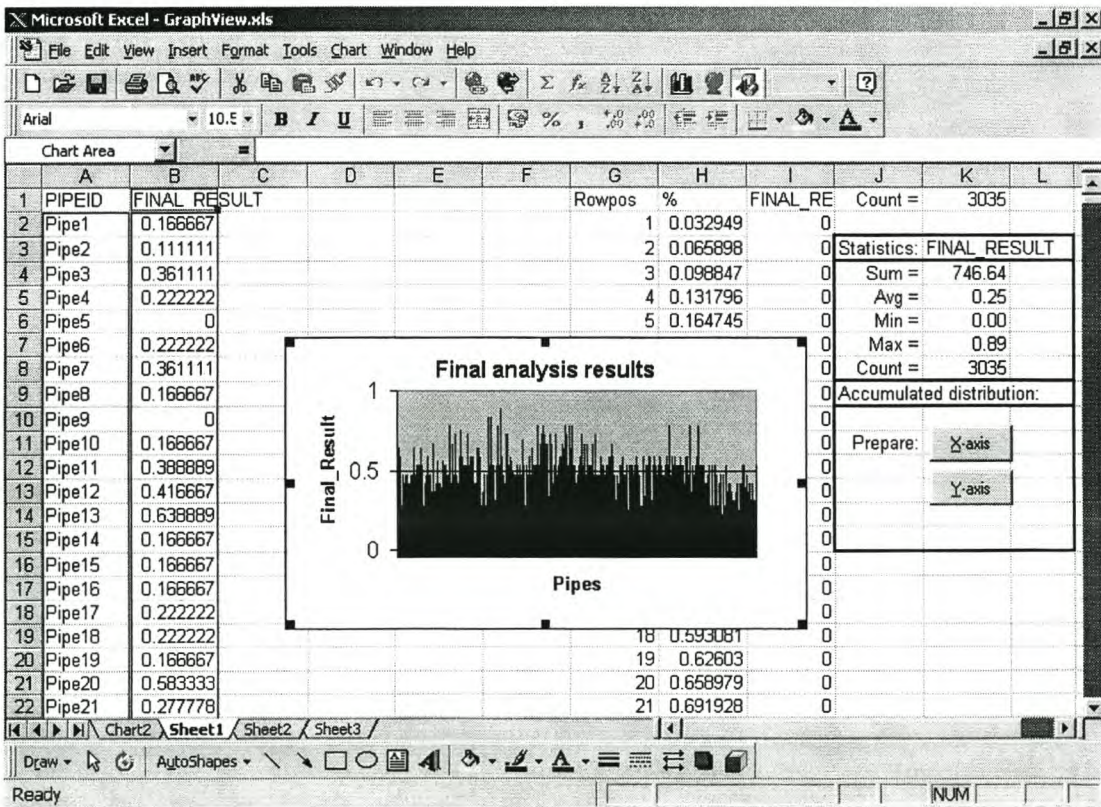 Microsoft Excel - GraphView.xls
File Edit View Insert Format Tools Chart Window Help
Arial 10.5 B I U % ,
Chart Area =
A B C D E F G H I J K L
1 PIPEID FINAL_RESULT Rowpos % FINAL_RE Count = 3035
2 Pipe1 0.166667 1 0.032949 0
3 Pipe2 0.111111 2 0.065898 0 Statistics: FINAL_RESULT
4 Pipe3 0.361111 3 0.098847 0 Sum = 746.64
5 Pipe4 0.222222 4 0.131796 0 Avg = 0.25
6 Pipe5 0 5 0.164745 0 Min = 0.00
7 Pipe6 0.222222 0 Max = 0.89
8 Pipe7 0.361111 0 Count = 3035
9 Pipe8 0.166667 0 Accumulated distribution:
10 Pipe9 0 0
11 Pipe10 0.166667 0 Prepare: X-axis
12 Pipe11 0.388889 0
13 Pipe12 0.416667 0 Y-axis
14 Pipe13 0.638889 0
15 Pipe14 0.166667 0
16 Pipe15 0.166667 0
17 Pipe16 0.166667 0
18 Pipe17 0.222222 0
19 Pipe18 0.222222 18 0.593081 0
20 Pipe19 0.166667 19 0.62603 0
21 Pipe20 0.583333 20 0.658979 0
22 Pipe21 0.277778 21 0.691928 0
Final analysis results
Final_Result
1
0.5
0
Pipes
Chart2 Sheet1 Sheet2 Sheet3
Draw AutoShapes
Ready NUM